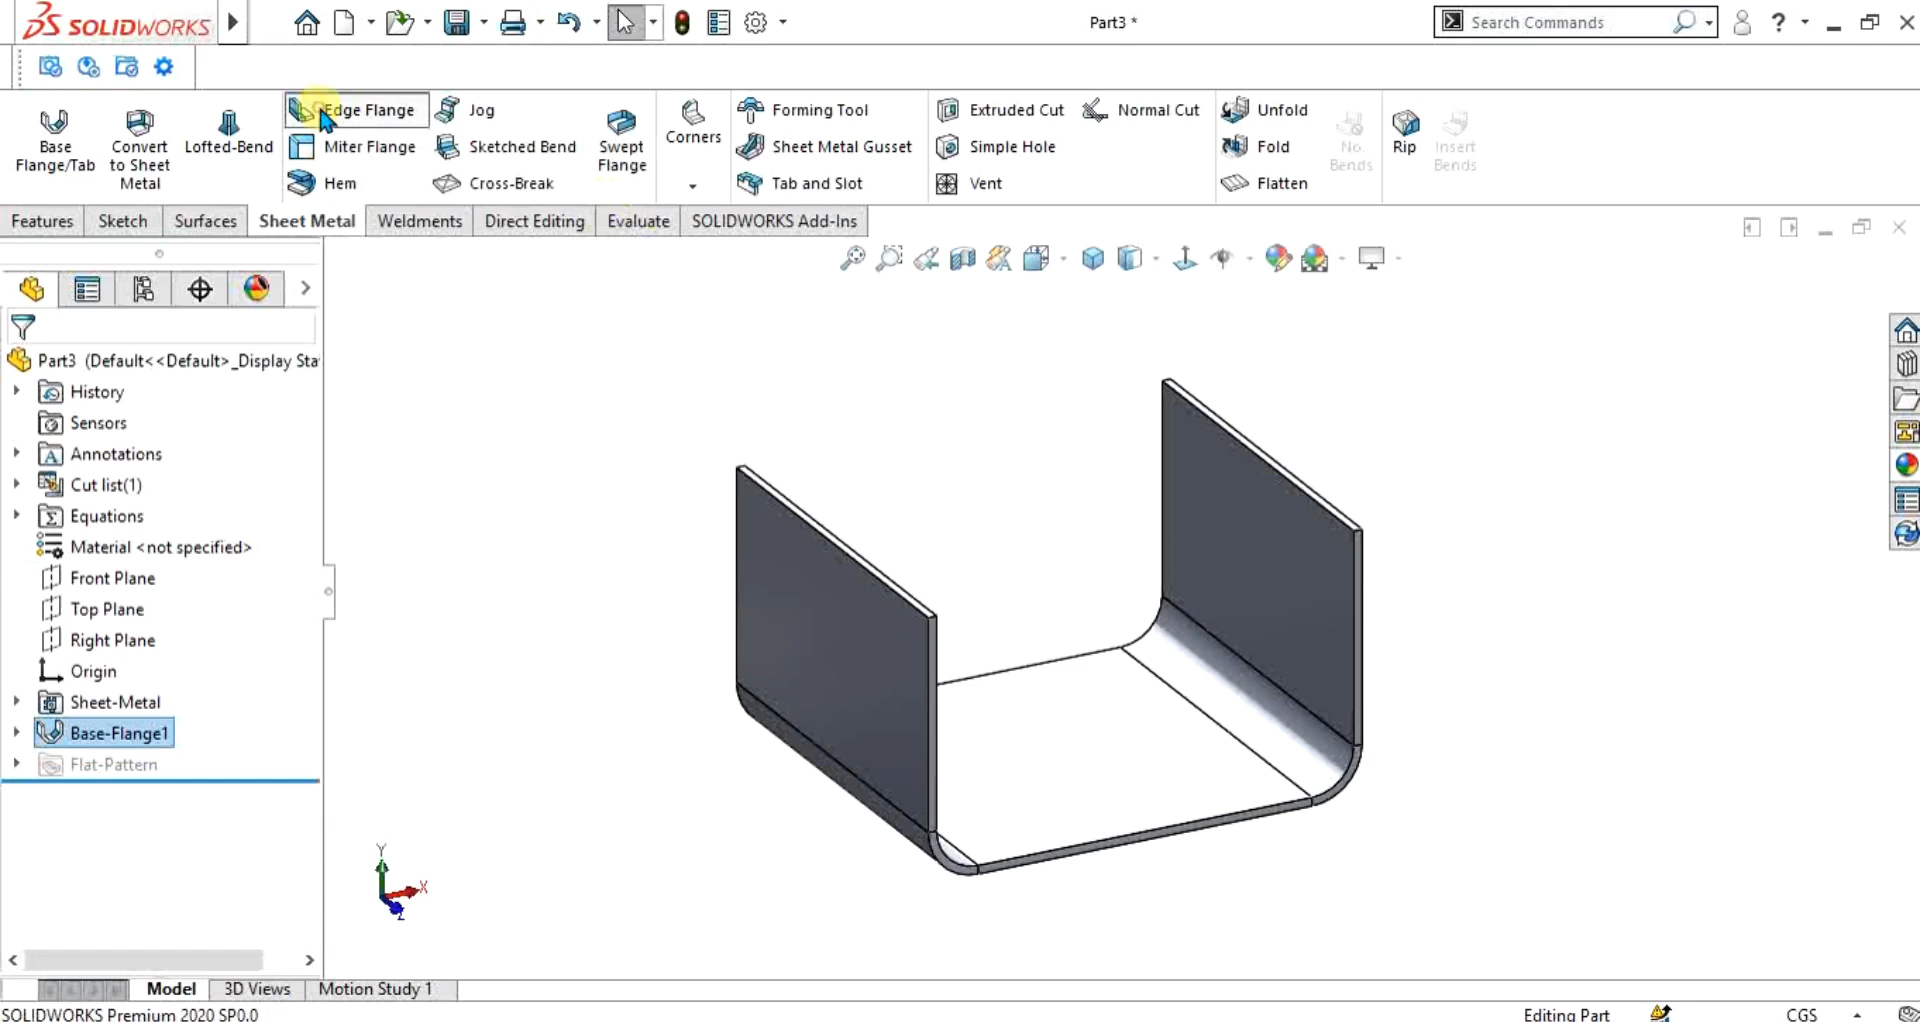 SOLIDWORKS
Part3 *
Search Commands
?
Base Flange/Tab
Convert to Sheet Metal
Lofted-Bend
Edge Flange
Miter Flange
Hem
Jog
Sketched Bend
Cross-Break
Swept Flange
Corners
Forming Tool
Sheet Metal Gusset
Tab and Slot
Extruded Cut
Simple Hole
Vent
Normal Cut
Unfold
Fold
Flatten
No Bends
Rip
Insert Bends
Features
Sketch
Surfaces
Sheet Metal
Weldments
Direct Editing
Evaluate
SOLIDWORKS Add-Ins
Part3 (Default<<Default>_Display Sta
History
Sensors
Annotations
Cut list(1)
Equations
Material <not specified>
Front Plane
Top Plane
Right Plane
Origin
Sheet-Metal
Base-Flange1
Flat-Pattern
Y
X
Z
Model
3D Views
Motion Study 1
SOLIDWORKS Premium 2020 SP0.0
Editing Part
CGS